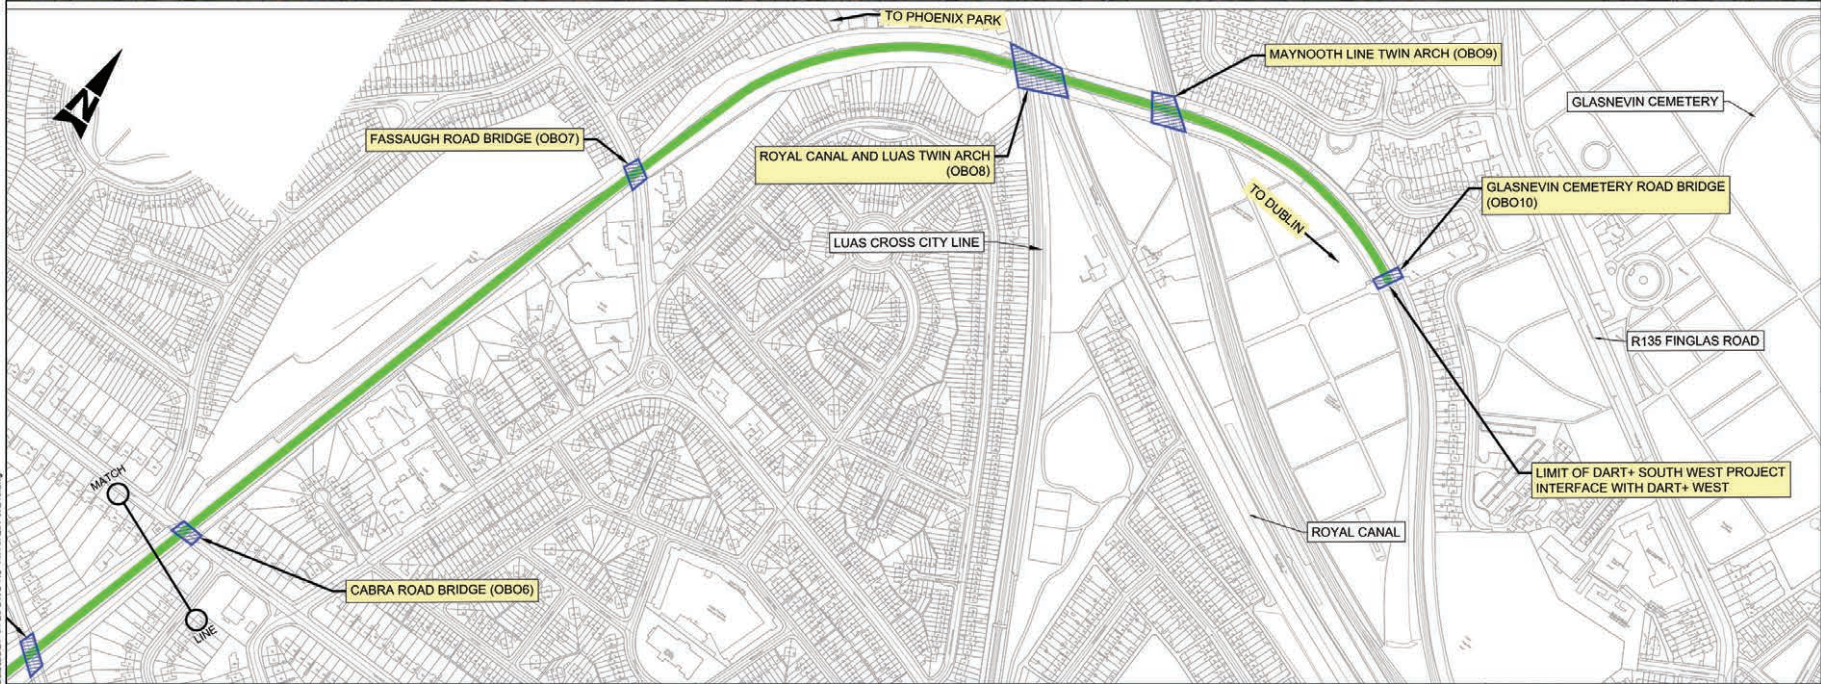 TO PHOENIX PARK
MAYNOOTH LINE TWIN ARCH (OBO9)
GLASNEVIN CEMETERY
N
FASSAUGH ROAD BRIDGE (OBO7)
ROYAL CANAL AND LUAS TWIN ARCH
(OBO8)
GLASNEVIN CEMETERY ROAD BRIDGE
(OBO10)
TO DUBLIN
LUAS CROSS CITY LINE
R135 FINGLAS ROAD
LIMIT OF DART+ SOUTH WEST PROJECT
INTERFACE WITH DART+ WEST
MATCH
LINE
ROYAL CANAL
CABRA ROAD BRIDGE (OBO6)